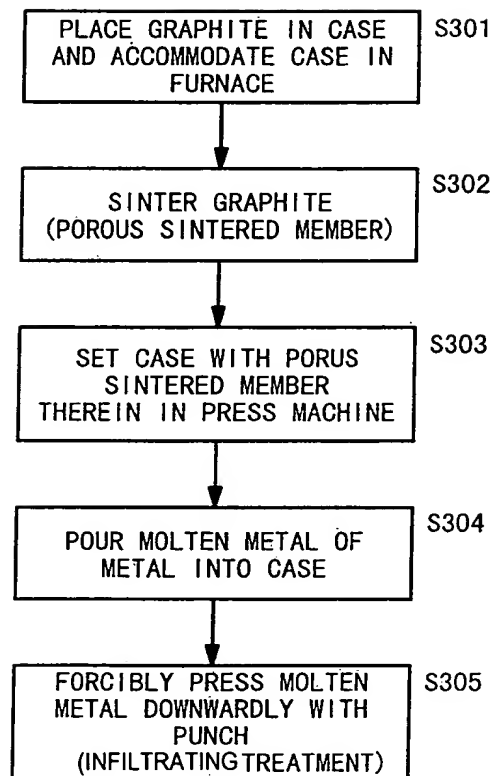 PLACE GRAPHITE IN CASE
AND ACCOMMODATE CASE IN
FURNACE
S301
SINTER GRAPHITE
(POROUS SINTERED MEMBER)
S302
SET CASE WITH PORUS
SINTERED MEMBER
THEREIN IN PRESS MACHINE
S303
POUR MOLTEN METAL OF
METAL INTO CASE
S304
FORCIBLY PRESS MOLTEN
METAL DOWNWARDLY WITH
PUNCH
(INFILTRATING TREATMENT)
S305